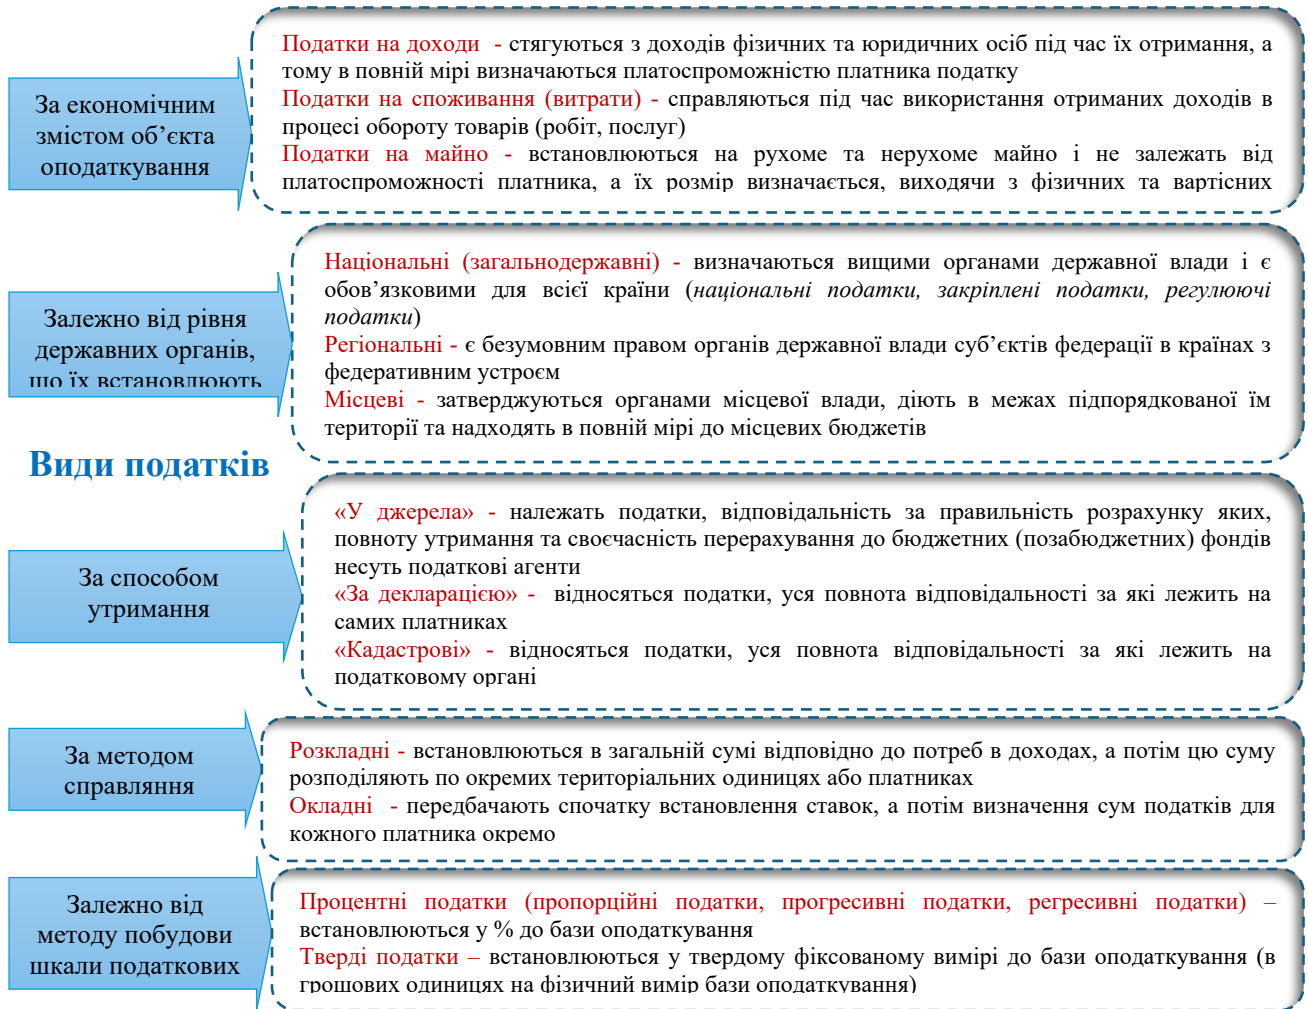 За економічним
змістом об’єкта
оподаткування
Податки на доходи - стягуються з доходів фізичних та юридичних осіб під час їх отримання, а
тому в повній мірі визначаються платоспроможністю платника податку
Податки на споживання (витрати) - справляються під час використання отриманих доходів в
процесі обороту товарів (робіт, послуг)
Податки на майно - встановлюються на рухоме та нерухоме майно і не залежать від
платоспроможності платника, а їх розмір визначається, виходячи з фізичних та вартісних
Залежно від рівня
державних органів,
що їх встановлюють
Національні (загальнодержавні) - визначаються вищими органами державної влади і є
обов’язковими для всієї країни (національні податки, закріплені податки, регулюючі
податки)
Регіональні - є безумовним правом органів державної влади суб’єктів федерації в країнах з
федеративним устроєм
Місцеві - затверджуються органами місцевої влади, діють в межах підпорядкованої їм
території та надходять в повній мірі до місцевих бюджетів
Види податків
За способом
утримання
«У джерела» - належать податки, відповідальність за правильність розрахунку яких,
повноту утримання та своєчасність перерахування до бюджетних (позабюджетних) фондів
несуть податкові агенти
«За декларацією» - відносяться податки, уся повнота відповідальності за які лежить на
самих платниках
«Кадастрові» - відносяться податки, уся повнота відповідальності за які лежить на
податковому органі
За методом
справляння
Розкладні - встановлюються в загальній сумі відповідно до потреб в доходах, а потім цю суму
розподіляють по окремих територіальних одиницях або платниках
Окладні - передбачають спочатку встановлення ставок, а потім визначення сум податків для
кожного платника окремо
Залежно від
методу побудови
шкали податкових
Процентні податки (пропорційні податки, прогресивні податки, регресивні податки) –
встановлюються у % до бази оподаткування
Тверді податки – встановлюються у твердому фіксованому вимірі до бази оподаткування (в
грошових одиницях на фізичний вимір бази оподаткування)